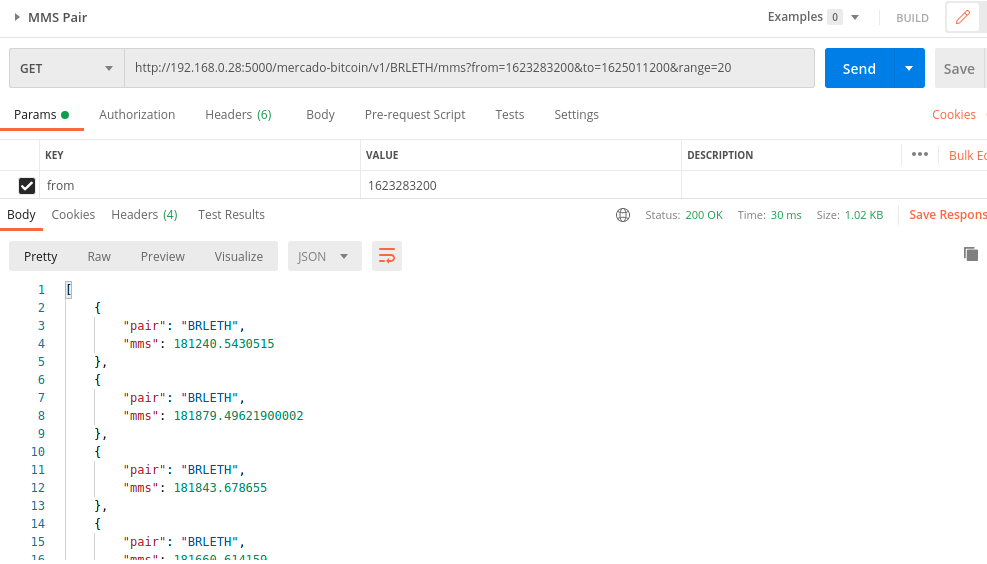 MMS Pair Examples 0 BUILD
GET http://192.168.0.28:5000/mercado-bitcoin/v1/BRLETH/mms?from=1623283200&to=1625011200&range=20 Send Save
Params Authorization Headers (6) Body Pre-request Script Tests Settings Cookies
KEY VALUE DESCRIPTION ••• Bulk Ec
from 1623283200
Body Cookies Headers (4) Test Results Status: 200 OK Time: 30 ms Size: 1.02 KB Save Respons
Pretty Raw Preview Visualize JSON
1 [
2 {
3 "pair": "BRLETH",
4 "mms": 181240.5430515
5 },
6 {
7 "pair": "BRLETH",
8 "mms": 181879.49621900002
9 },
10 {
11 "pair": "BRLETH",
12 "mms": 181843.678655
13 },
14 {
15 "pair": "BRLETH",
16 "mms": 181660.614159